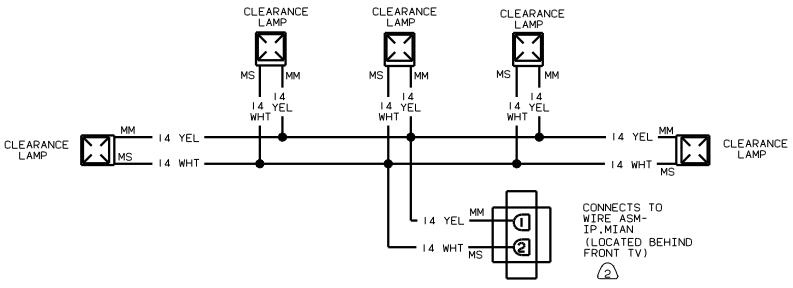 CLEARANCE
LAMP
CLEARANCE
LAMP
CLEARANCE
LAMP
MS MM
MS MM
MS MM
14
WHT
14
YEL
14
WHT
14
YEL
14
WHT
14
YEL
CLEARANCE
LAMP
MM
14 YEL
14 YEL
MM
MS
14 WHT
14 WHT
MS
CLEARANCE
LAMP
14 YEL
MM
1
14 WHT
MS
2
CONNECTS TO
WIRE ASM-
IP.MIAN
(LOCATED BEHIND
FRONT TV)
2